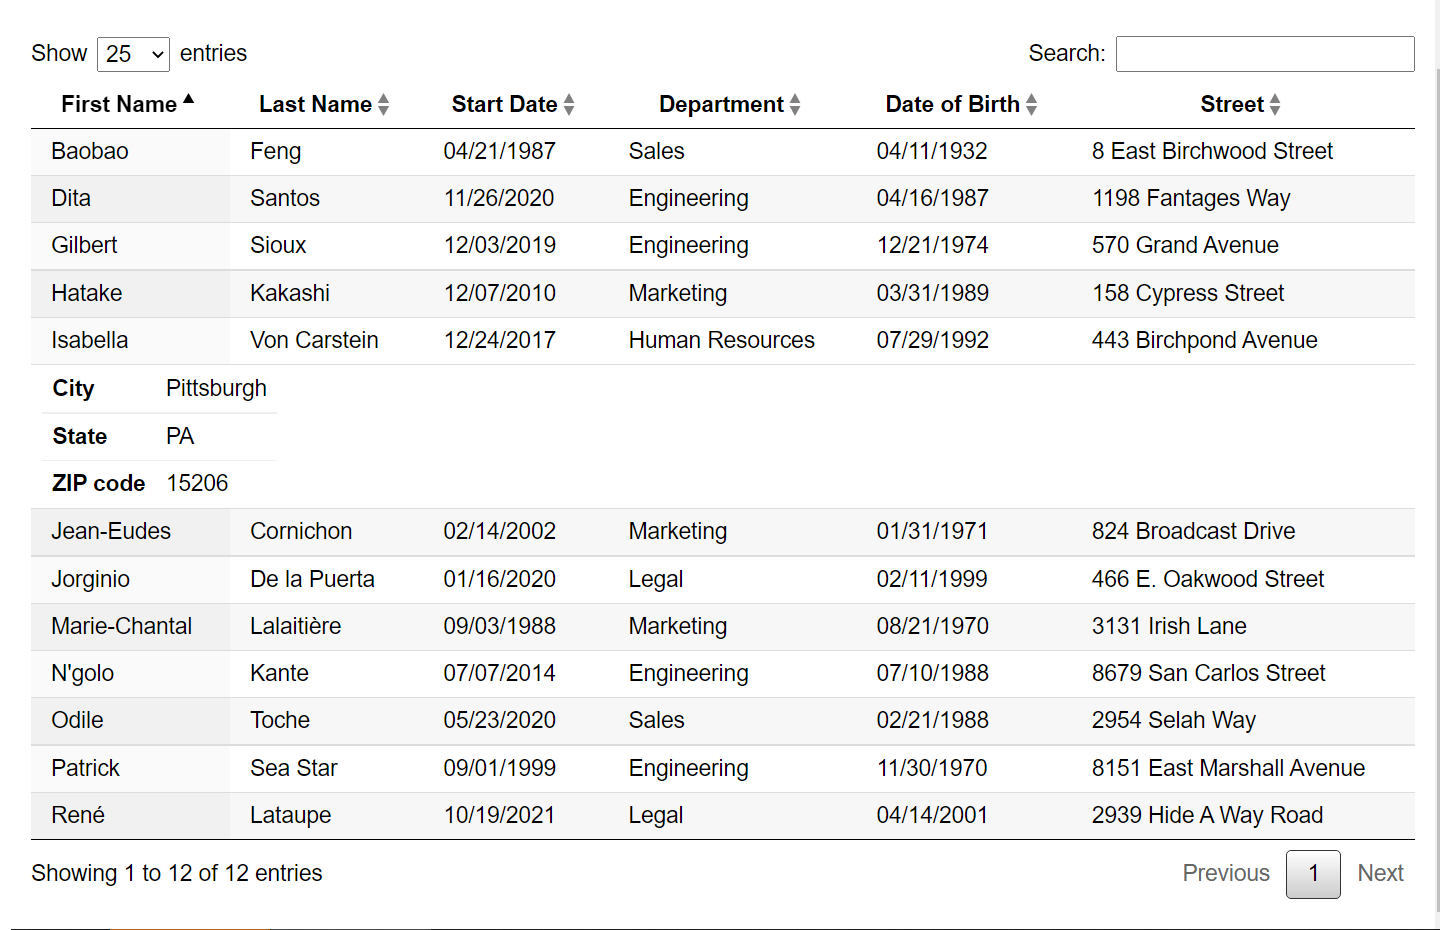 Show 25 entries Search:
First Name Last Name Start Date Department Date of Birth Street
Baobao Feng 04/21/1987 Sales 04/11/1932 8 East Birchwood Street
Dita Santos 11/26/2020 Engineering 04/16/1987 1198 Fantages Way
Gilbert Sioux 12/03/2019 Engineering 12/21/1974 570 Grand Avenue
Hatake Kakashi 12/07/2010 Marketing 03/31/1989 158 Cypress Street
Isabella Von Carstein 12/24/2017 Human Resources 07/29/1992 443 Birchpond Avenue
City Pittsburgh
State PA
ZIP code 15206
Jean-Eudes Cornichon 02/14/2002 Marketing 01/31/1971 824 Broadcast Drive
Jorginio De la Puerta 01/16/2020 Legal 02/11/1999 466 E. Oakwood Street
Marie-Chantal Lalaitière 09/03/1988 Marketing 08/21/1970 3131 Irish Lane
N'golo Kante 07/07/2014 Engineering 07/10/1988 8679 San Carlos Street
Odile Toche 05/23/2020 Sales 02/21/1988 2954 Selah Way
Patrick Sea Star 09/01/1999 Engineering 11/30/1970 8151 East Marshall Avenue
René Lataupe 10/19/2021 Legal 04/14/2001 2939 Hide A Way Road
Showing 1 to 12 of 12 entries Previous 1 Next